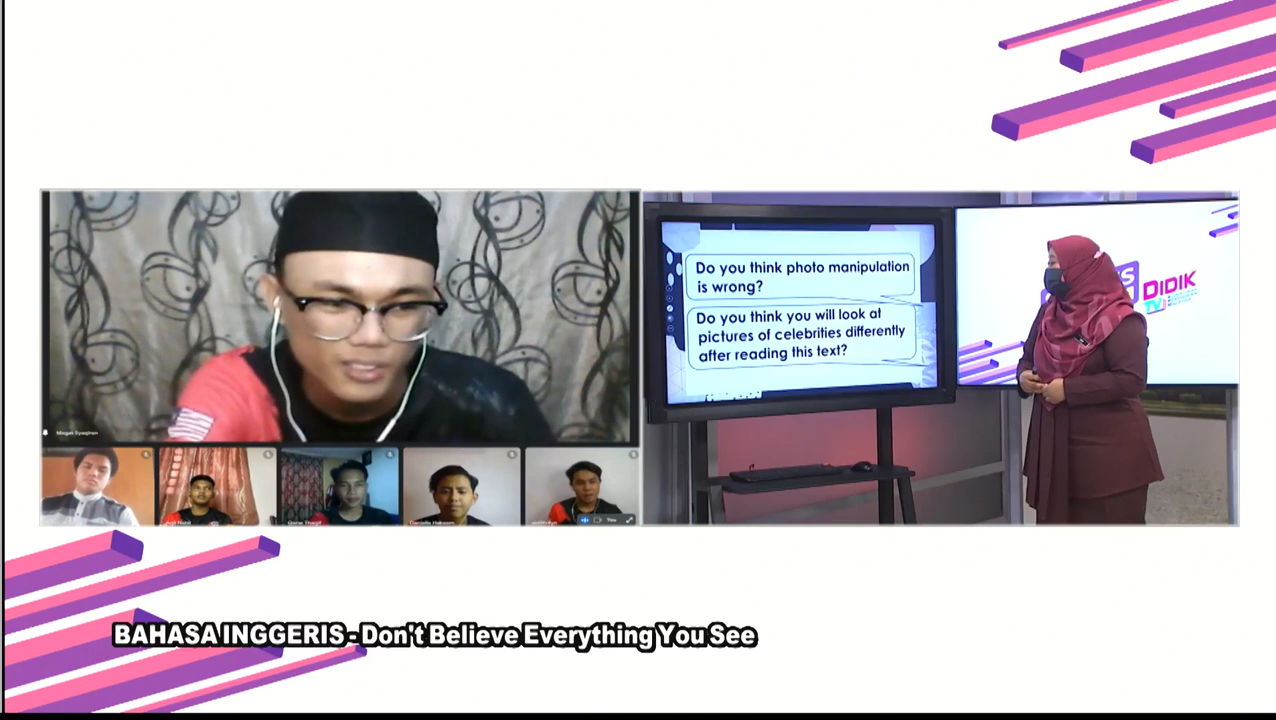 Do you think photo manipulation
is wrong?
Do you think you will look at
pictures of celebrities differently
after reading this text?
DIDIK
TV
You
BAHASA INGGERIS - Don't Believe Everything You See